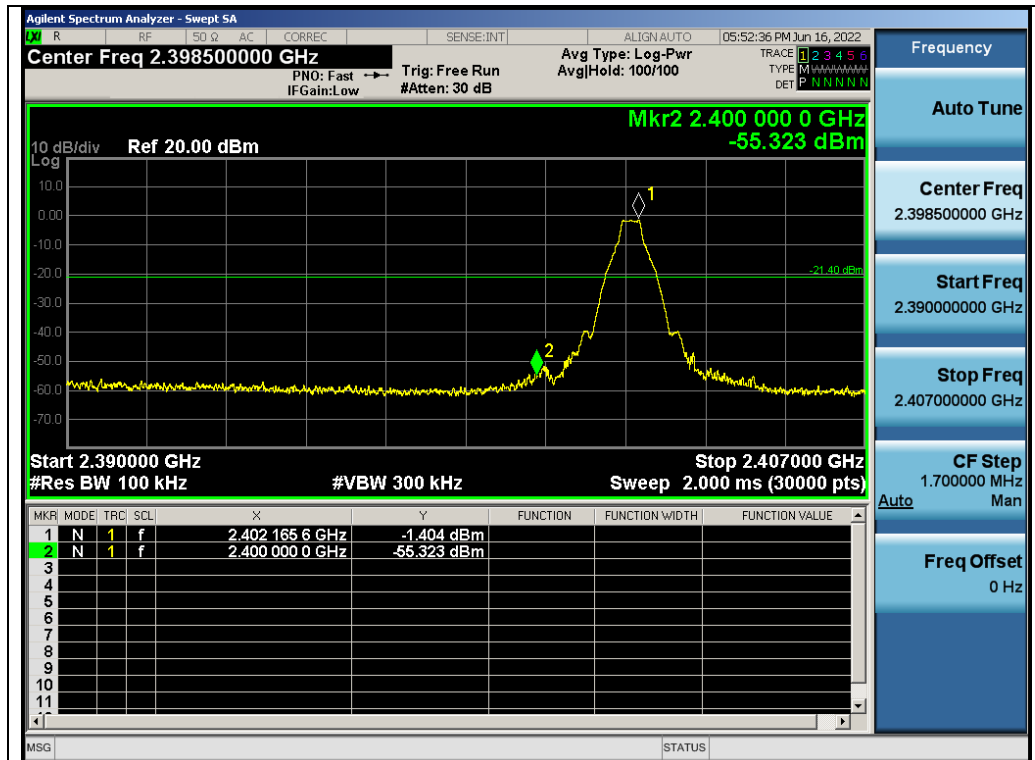 Agilent Spectrum Analyzer - Swept SA
LXI R RF 50 Ω AC CORREC SENSE:INT ALIGNAUTO 05:52:36 PM Jun 16, 2022
Center Freq 2.398500000 GHz
PNO: Fast
IFGain:Low
Trig: Free Run
#Atten: 30 dB
Avg Type: Log-Pwr
Avg|Hold: 100/100
TRACE 1 2 3 4 5 6
TYPE M
DET P N N N N N
Mkr2 2.400 000 0 GHz
-55.323 dBm
10 dB/div Ref 20.00 dBm
Log
10.0
0.00
-10.0
-20.0
-30.0
-40.0
-50.0
-60.0
-70.0
1
-21.40 dBm
2
Start 2.390000 GHz Stop 2.407000 GHz
#Res BW 100 kHz #VBW 300 kHz Sweep 2.000 ms (30000 pts)
MKR MODE TRC SCL X Y FUNCTION FUNCTION WIDTH FUNCTION VALUE
1 N 1 f 2.402 165 6 GHz -1.404 dBm
2 N 1 f 2.400 000 0 GHz -55.323 dBm
3
4
5
6
7
8
9
10
11
MSG STATUS
Frequency
Auto Tune
Center Freq
2.398500000 GHz
Start Freq
2.390000000 GHz
Stop Freq
2.407000000 GHz
CF Step
1.700000 MHz
Auto Man
Freq Offset
0 Hz